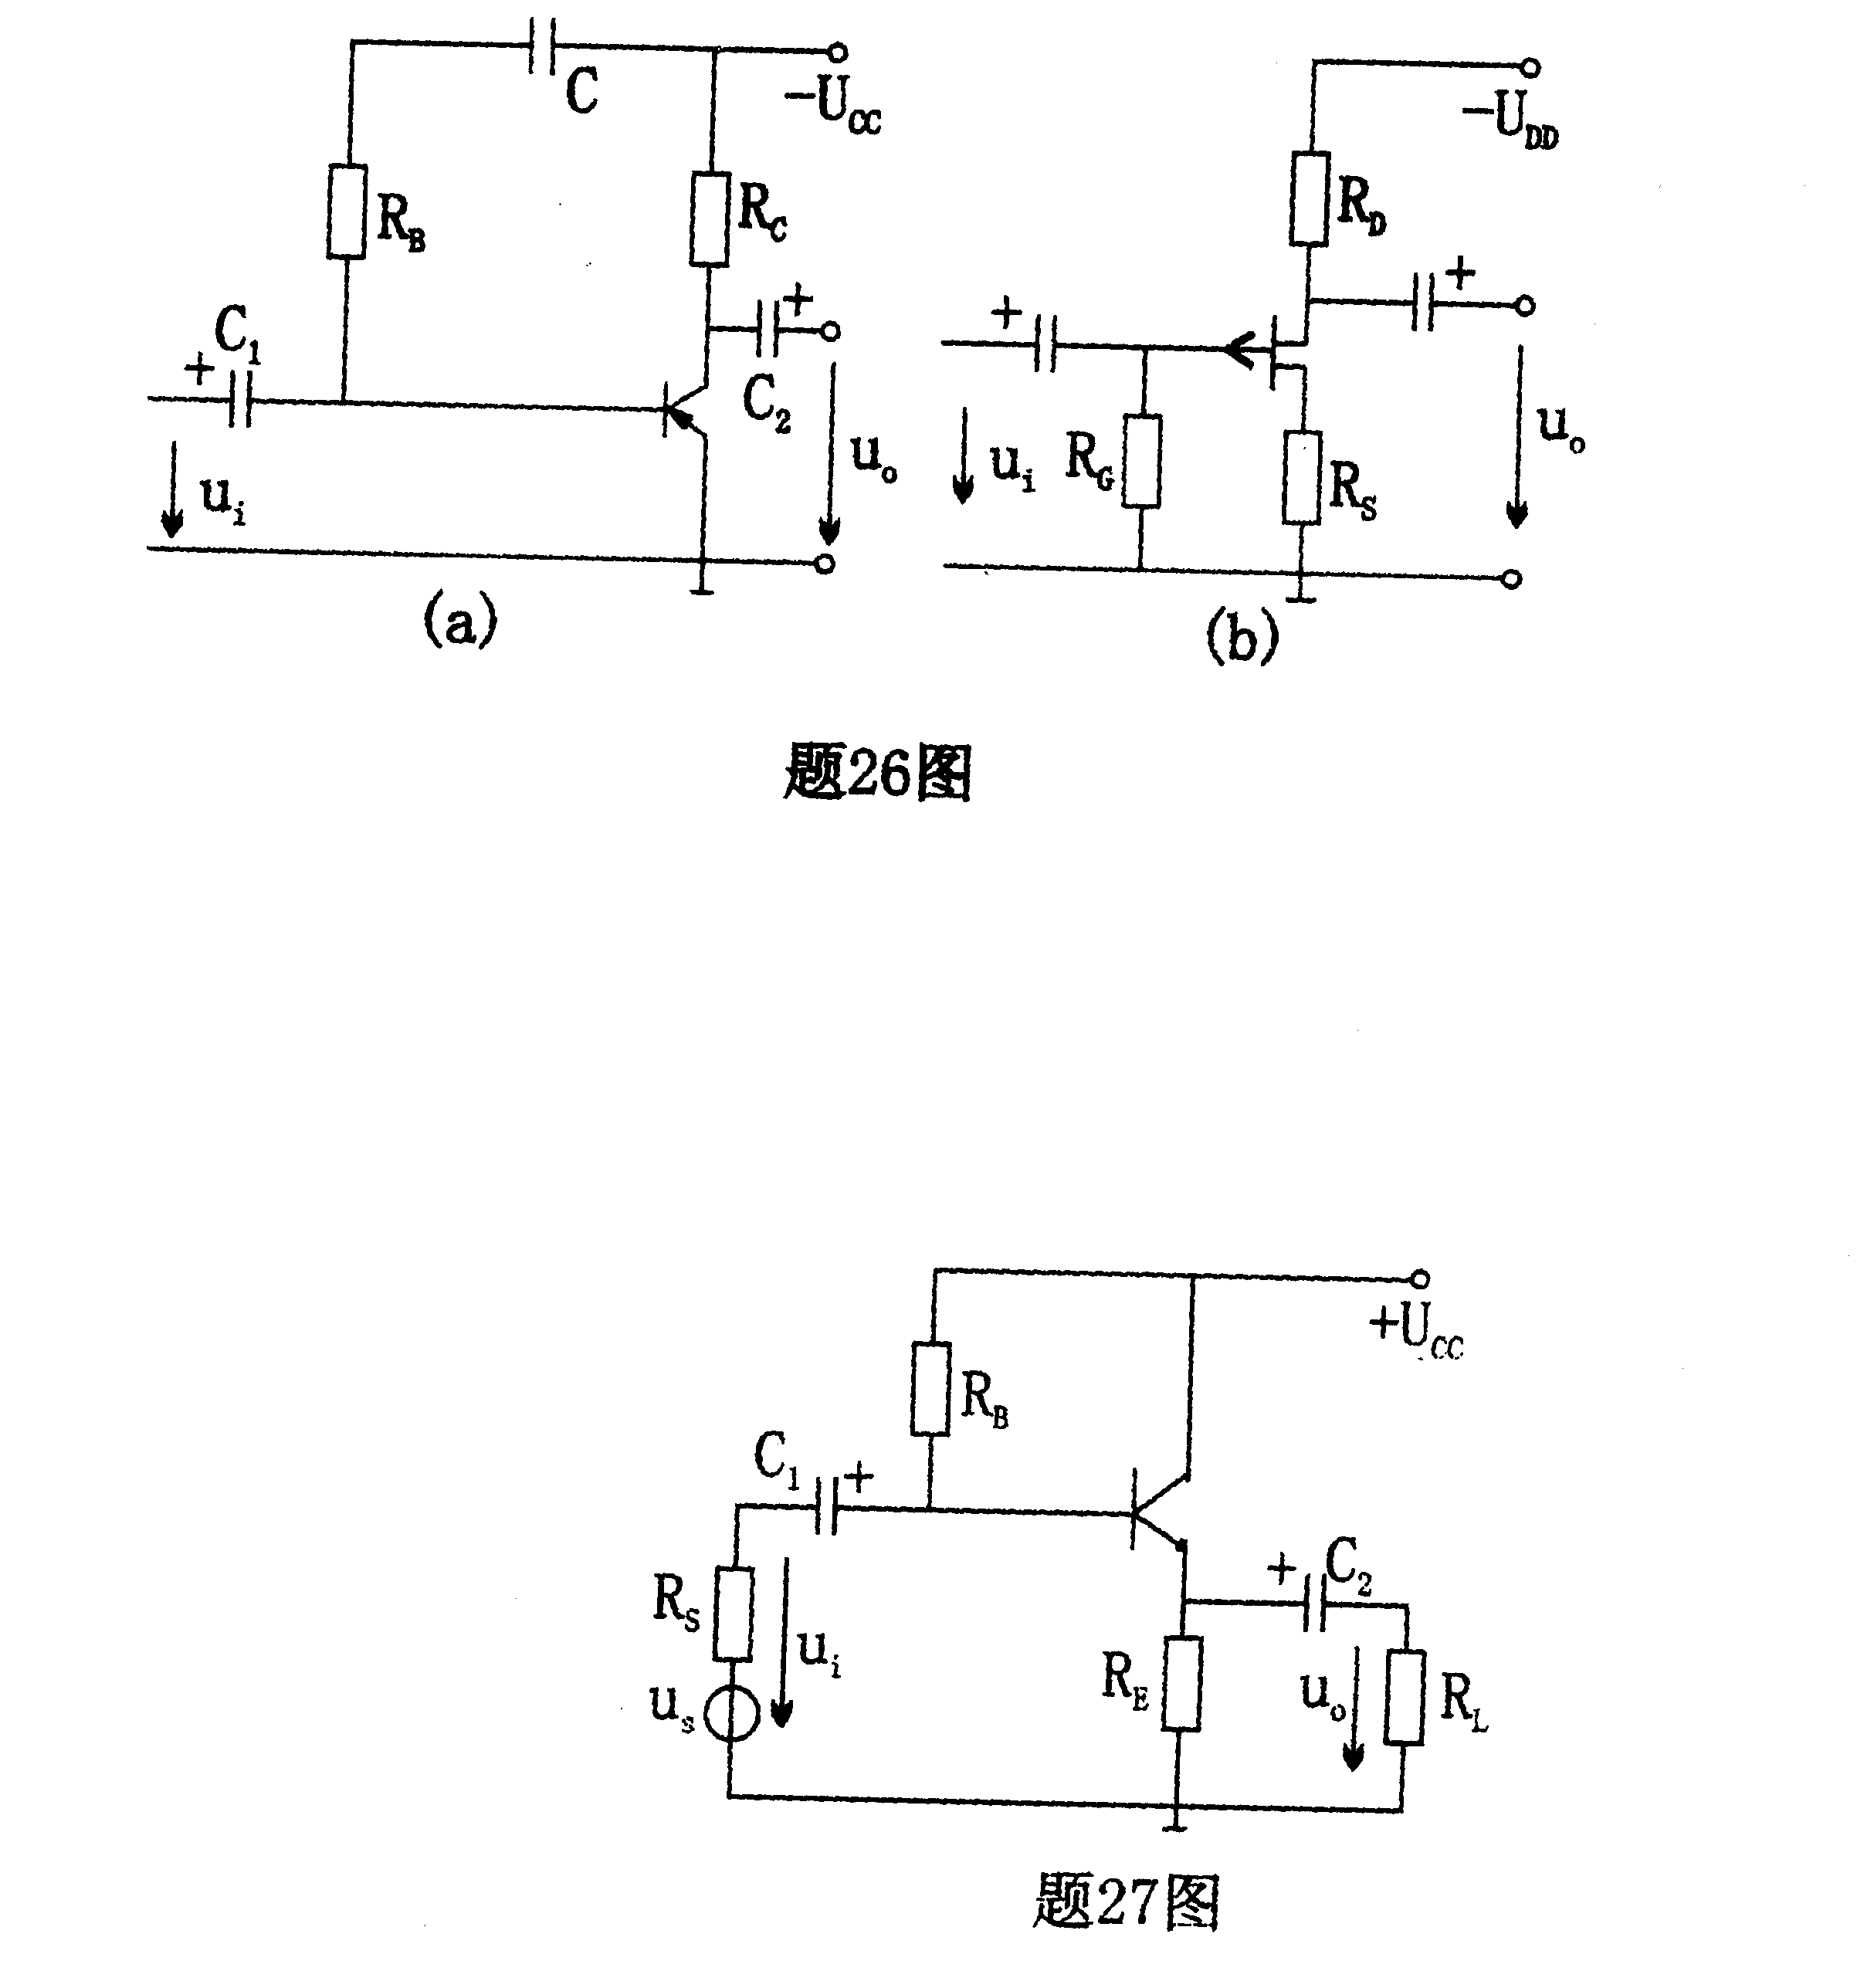 C
-U_CC
R_B
R_C
+
C_1
+
C_2
u_i
u_o
(a)
-U_DD
R_D
+
+
u_i
R_G
R_S
u_o
(b)
题26图
+U_CC
R_B
C_1
+
R_S
u_i
u_s
+
C_2
R_E
u_o
R_L
题27图